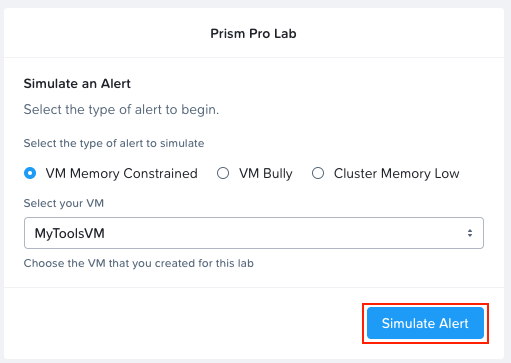 Prism Pro Lab
Simulate an Alert
Select the type of alert to begin.
Select the type of alert to simulate
VM Memory Constrained VM Bully Cluster Memory Low
Select your VM
MyToolsVM
Choose the VM that you created for this lab
Simulate Alert